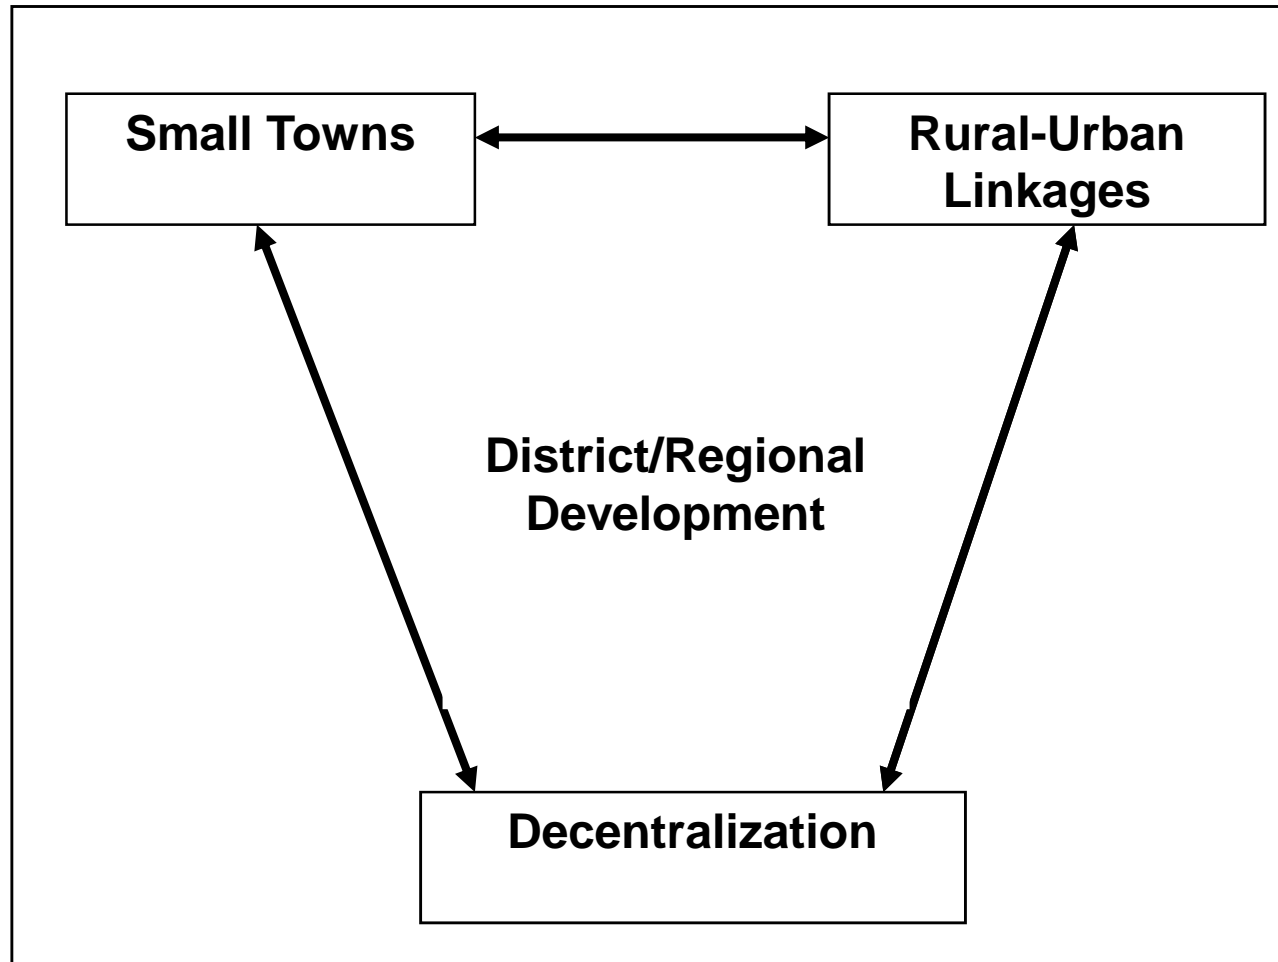 Small Towns
Rural-Urban
Linkages
District/Regional
Development
Decentralization